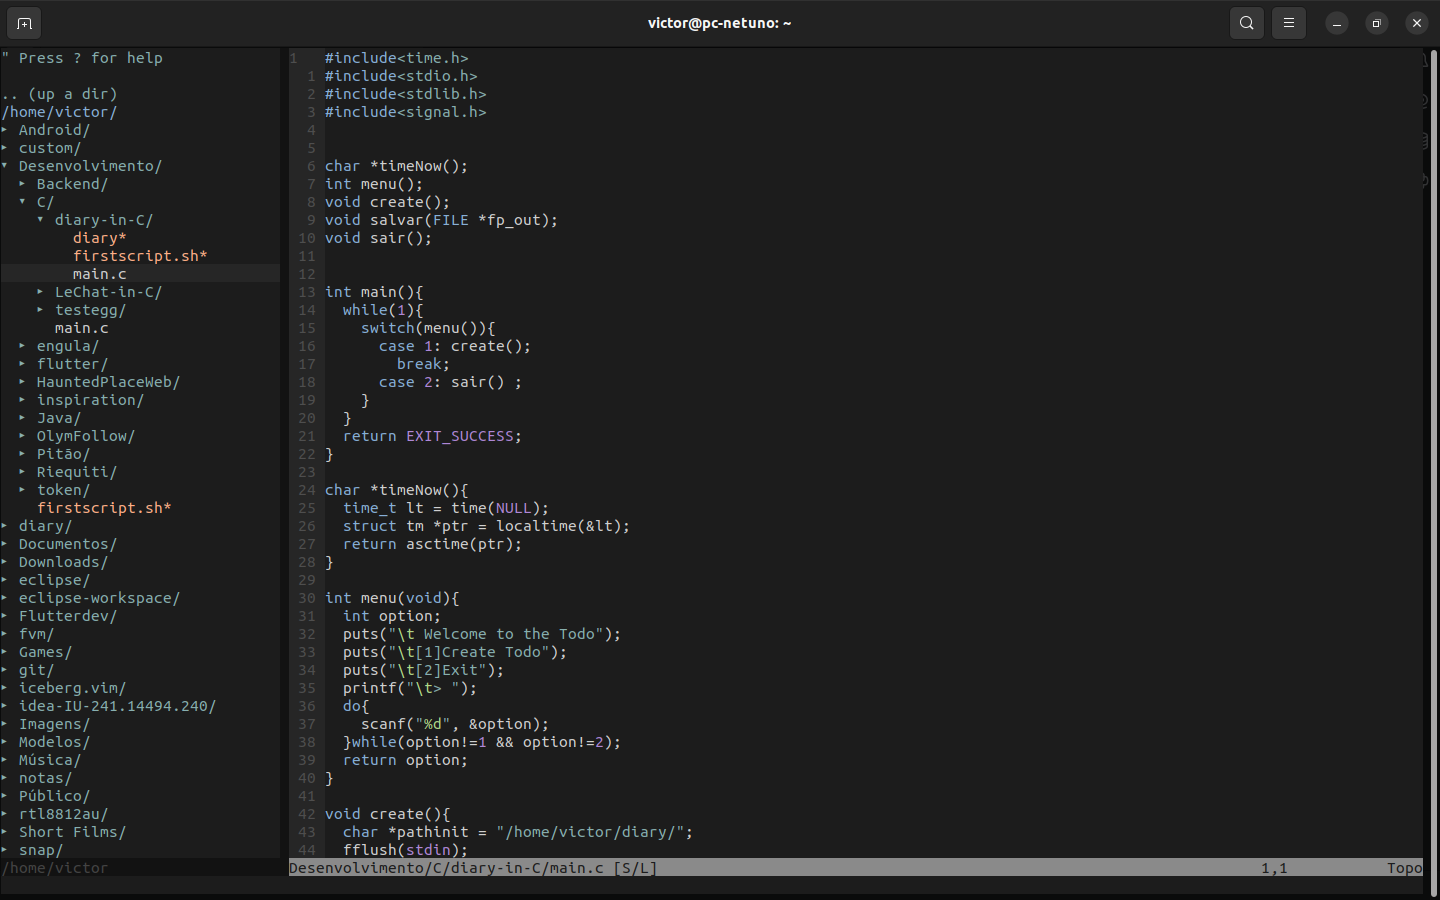 victor@pc-netuno: ~
" Press ? for help
.. (up a dir)
/home/victor/
▸ Android/
▸ custom/
▾ Desenvolvimento/
▸ Backend/
▾ C/
▾ diary-in-C/
diary*
firstscript.sh*
main.c
▸ LeChat-in-C/
▸ testegg/
main.c
▸ engula/
▸ flutter/
▸ HauntedPlaceWeb/
▸ inspiration/
▸ Java/
▸ OlymFollow/
▸ Pitão/
▸ Riequiti/
▸ token/
firstscript.sh*
▸ diary/
▸ Documentos/
▸ Downloads/
▸ eclipse/
▸ eclipse-workspace/
▸ Flutterdev/
▸ fvm/
▸ Games/
▸ git/
▸ iceberg.vim/
▸ idea-IU-241.14494.240/
▸ Imagens/
▸ Modelos/
▸ Música/
▸ notas/
▸ Público/
▸ rtl8812au/
▸ Short Films/
▸ snap/
/home/victor
1 #include<time.h>
1 #include<stdio.h>
2 #include<stdlib.h>
3 #include<signal.h>
4
5
6 char *timeNow();
7 int menu();
8 void create();
9 void salvar(FILE *fp_out);
10 void sair();
11
12
13 int main(){
14 while(1){
15 switch(menu()){
16 case 1: create();
17 break;
18 case 2: sair() ;
19 }
20 }
21 return EXIT_SUCCESS;
22 }
23
24 char *timeNow(){
25 time_t lt = time(NULL);
26 struct tm *ptr = localtime(&lt);
27 return asctime(ptr);
28 }
29
30 int menu(void){
31 int option;
32 puts("\t Welcome to the Todo");
33 puts("\t[1]Create Todo");
34 puts("\t[2]Exit");
35 printf("\t> ");
36 do{
37 scanf("%d", &option);
38 }while(option!=1 && option!=2);
39 return option;
40 }
41
42 void create(){
43 char *pathinit = "/home/victor/diary/";
44 fflush(stdin);
Desenvolvimento/C/diary-in-C/main.c [S/L] 1,1 Topo